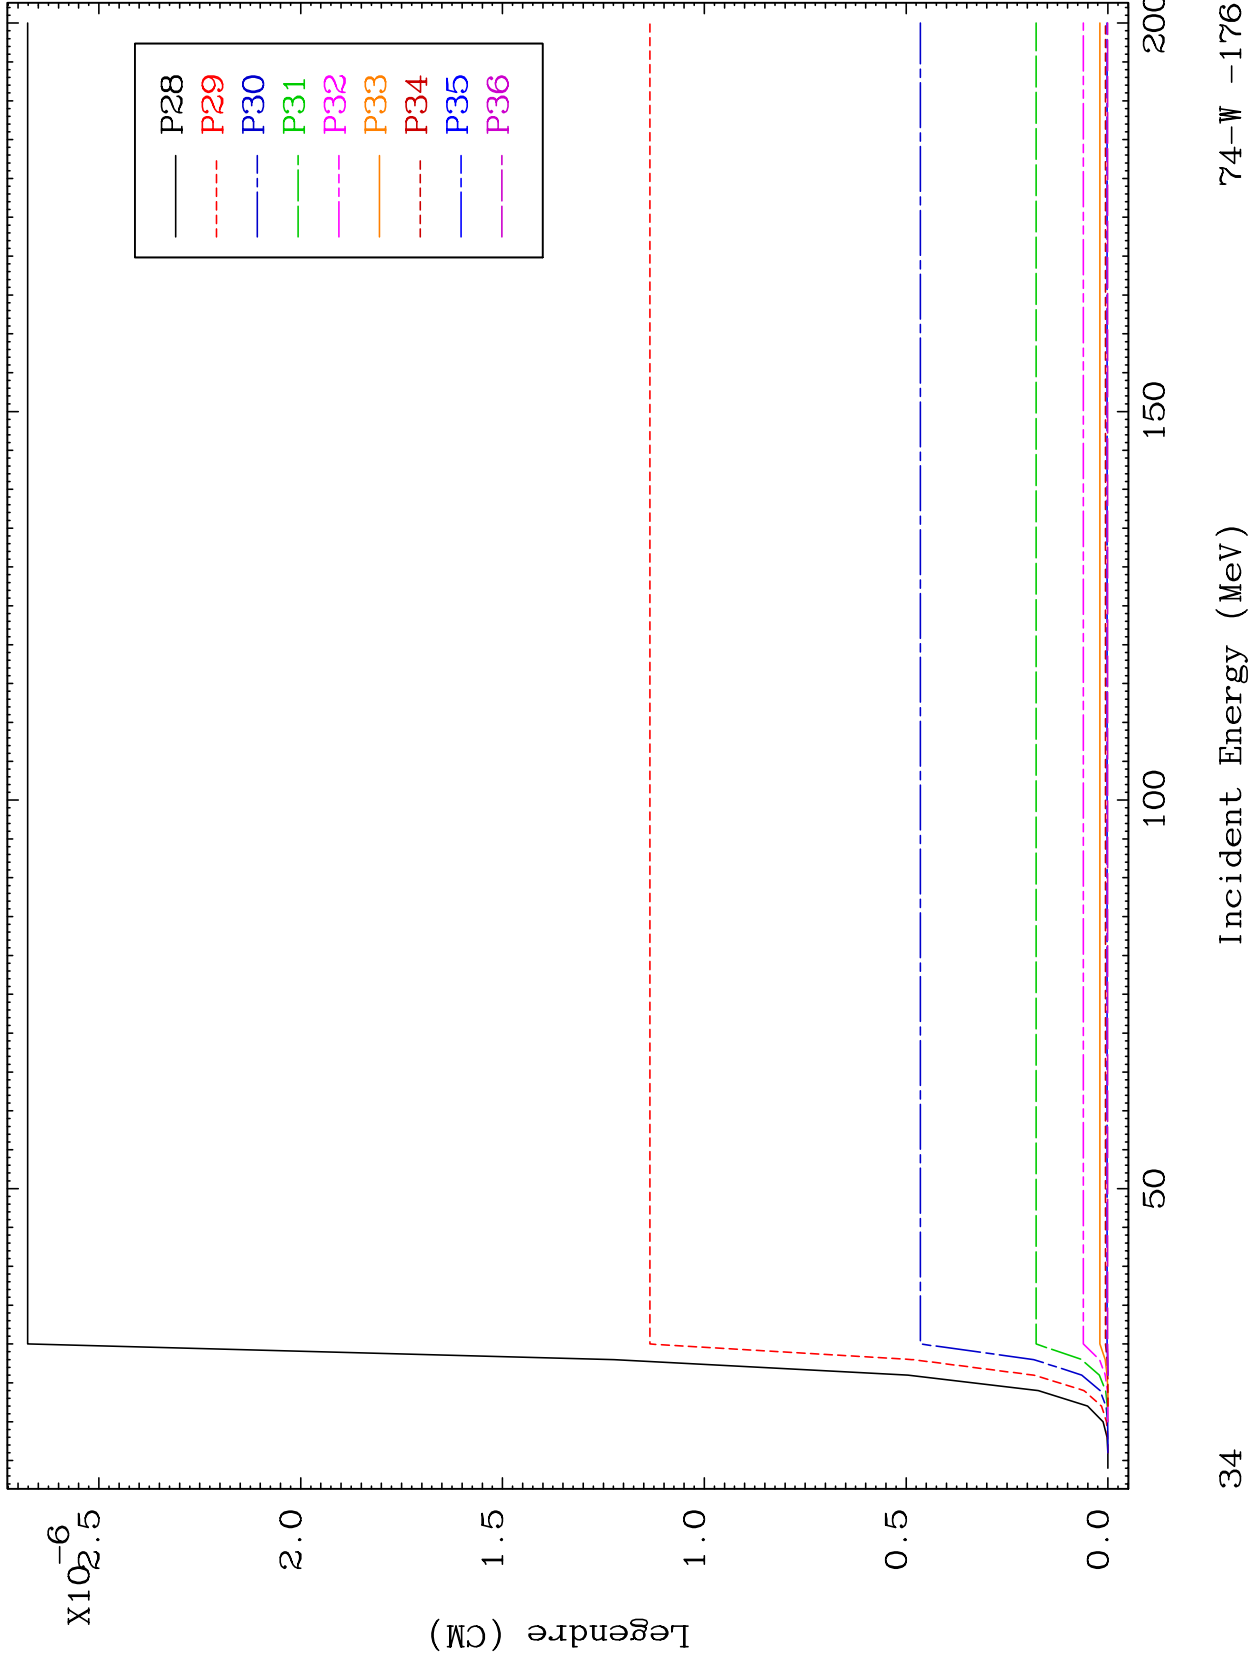 X10-6
2.5
2.0
1.5
1.0
0.5
0.0
Legendre (CM)
P28
P29
P30
P31
P32
P33
P34
P35
P36
50
100
150
200
Incident Energy (MeV)
34
74-W -176